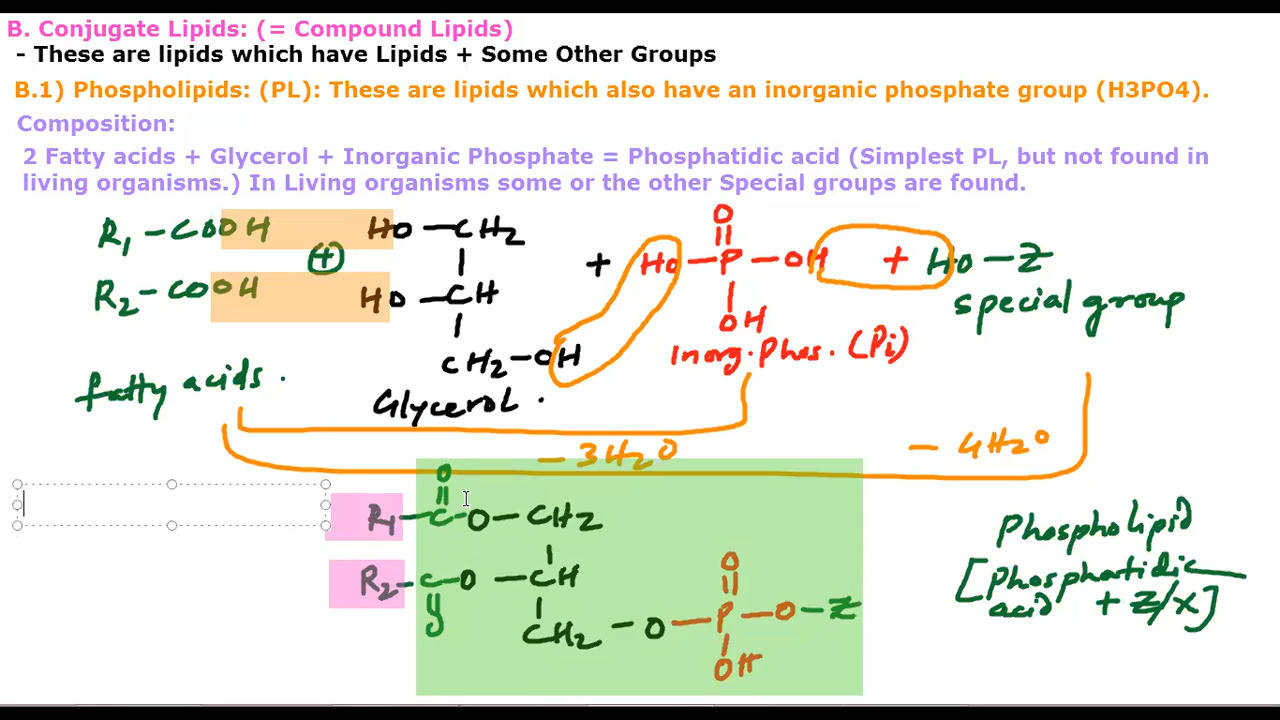 B. Conjugate Lipids: (= Compound Lipids)
- These are lipids which have Lipids + Some Other Groups
B.1) Phospholipids: (PL): These are lipids which also have an inorganic phosphate group (H3PO4).
Composition:
2 Fatty acids + Glycerol + Inorganic Phosphate = Phosphatidic acid (Simplest PL, but not found in
living organisms.) In Living organisms some or the other Special groups are found.
O
R1 - COOH HO - CH2
+ + HO - P - OH + HO - Z
R2 - COOH HO - CH
OH special group
CH2 - OH Inorg. Phos. (Pi)
fatty acids.
Glycerol.
- 3H2O - 4H2O
O
R1 - C - O - CH2 Phospholipid
O
R2 - C - O - CH [Phosphatidic
acid + Z/X]
CH2 - O - P - O - Z
OH